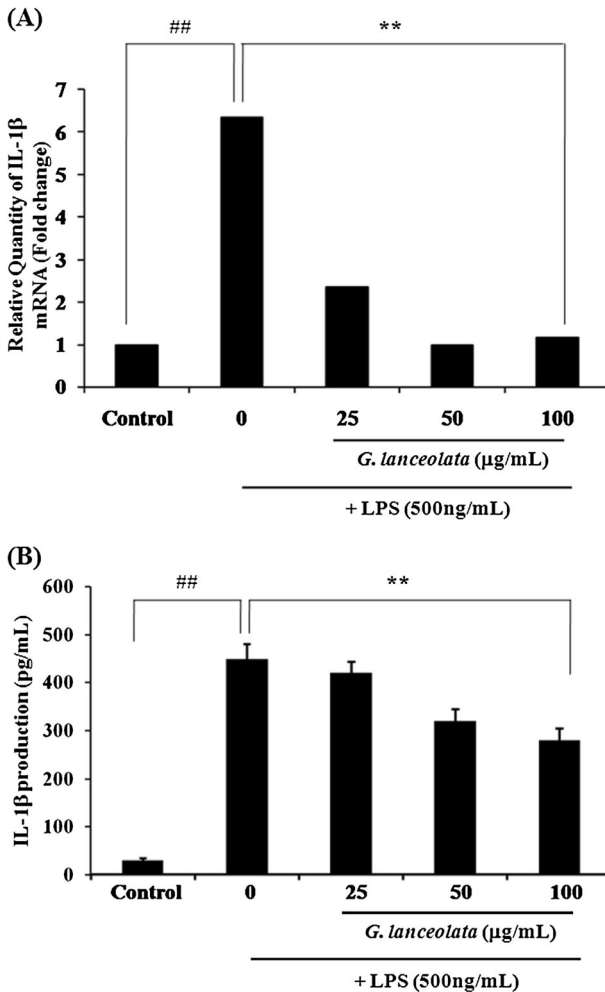 (A)
## **
Relative Quantity of IL-1β
mRNA (Fold change)
7
6
5
4
3
2
1
0
Control 0 25 50 100
G. lanceolata (μg/mL)
+ LPS (500ng/mL)
(B)
## **
IL-1β production (pg/mL)
600
500
400
300
200
100
0
Control 0 25 50 100
G. lanceolata (μg/mL)
+ LPS (500ng/mL)